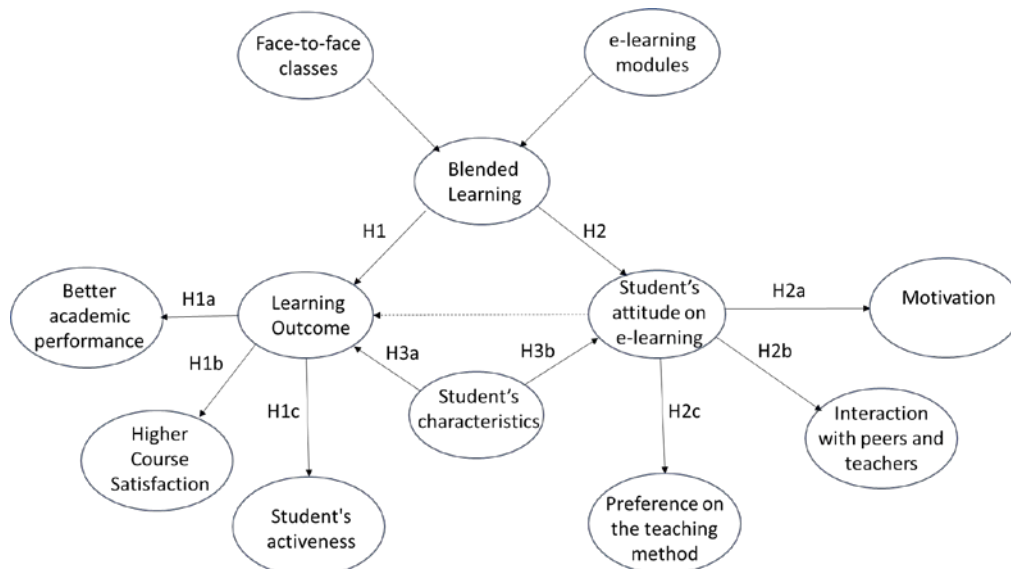 Face-to-face
classes
e-learning
modules
Blended
Learning
H1
H2
Better
academic
performance
H1a
Learning
Outcome
Student's
attitude on
e-learning
H2a
Motivation
H1b
H3a
H3b
H2b
H1c
Student's
characteristics
H2c
Interaction
with peers and
teachers
Higher
Course
Satisfaction
Student's
activeness
Preference on
the teaching
method